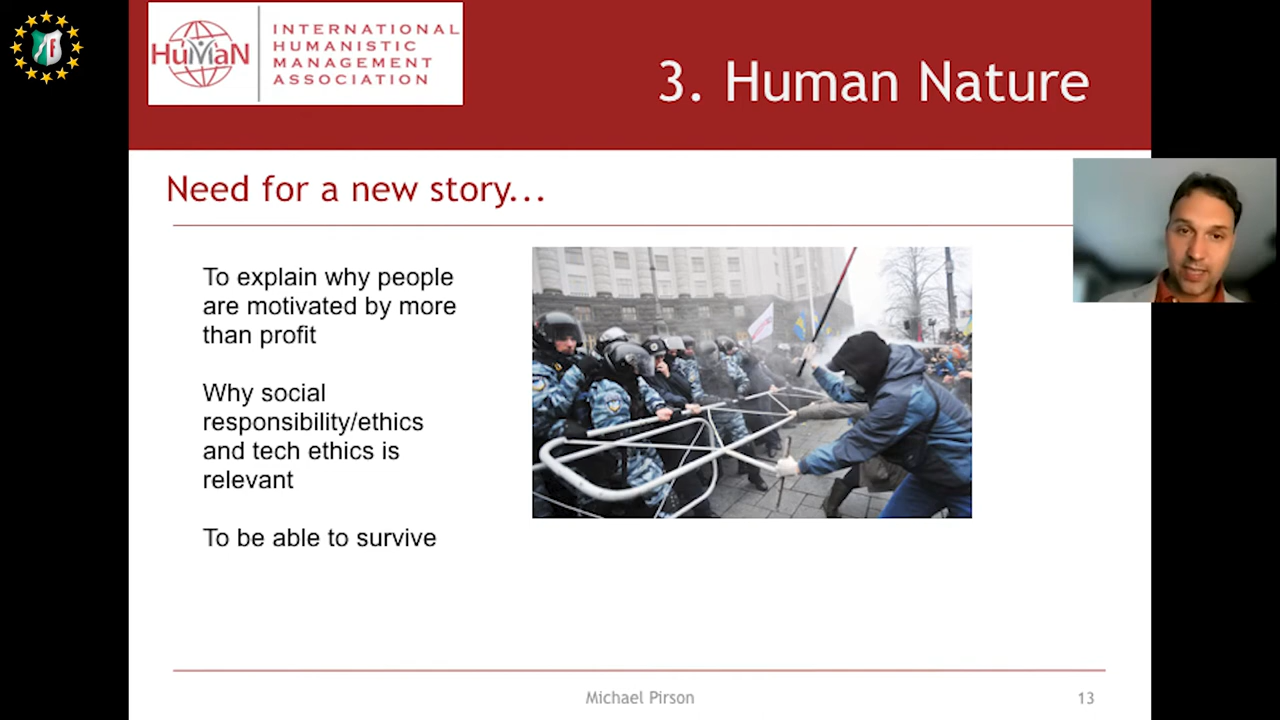 HuMaN
INTERNATIONAL
HUMANISTIC
MANAGEMENT
ASSOCIATION
3. Human Nature
Need for a new story...
To explain why people
are motivated by more
than profit
Why social
responsibility/ethics
and tech ethics is
relevant
To be able to survive
Michael Pirson
13